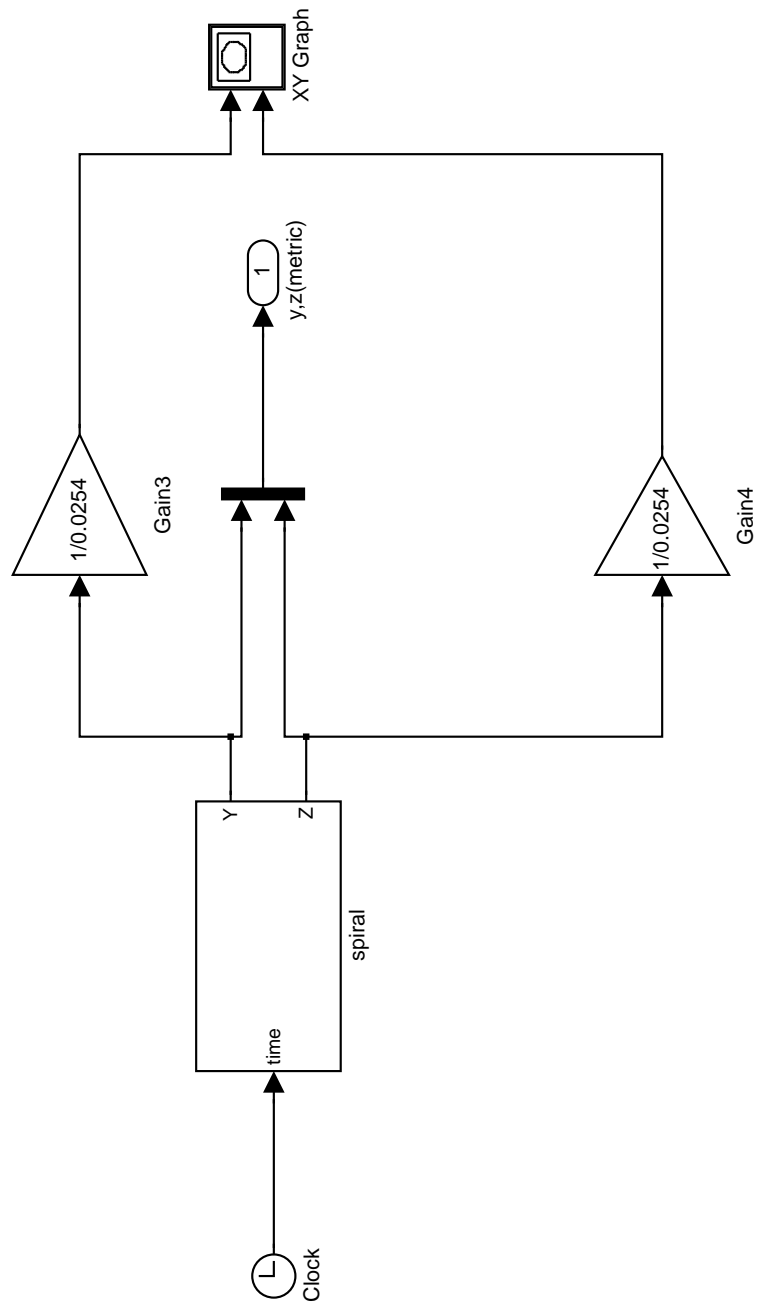 Clock
time
spiral
Y
Z
1/0.0254
Gain3
1/0.0254
Gain4
1
y,z(metric)
XY Graph